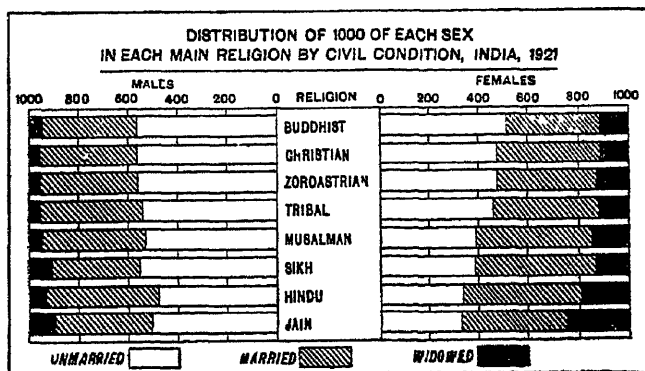 DISTRIBUTION OF 1000 OF EACH SEX
IN EACH MAIN RELIGION BY CIVIL CONDITION, INDIA, 1921
MALES FEMALES
1000 800 600 400 200 0 RELIGION 0 200 400 600 800 1000
BUDDHIST
CHRISTIAN
ZOROASTRIAN
TRIBAL
MUSALMAN
SIKH
HINDU
JAIN
UNMARRIED MARRIED WIDOWED